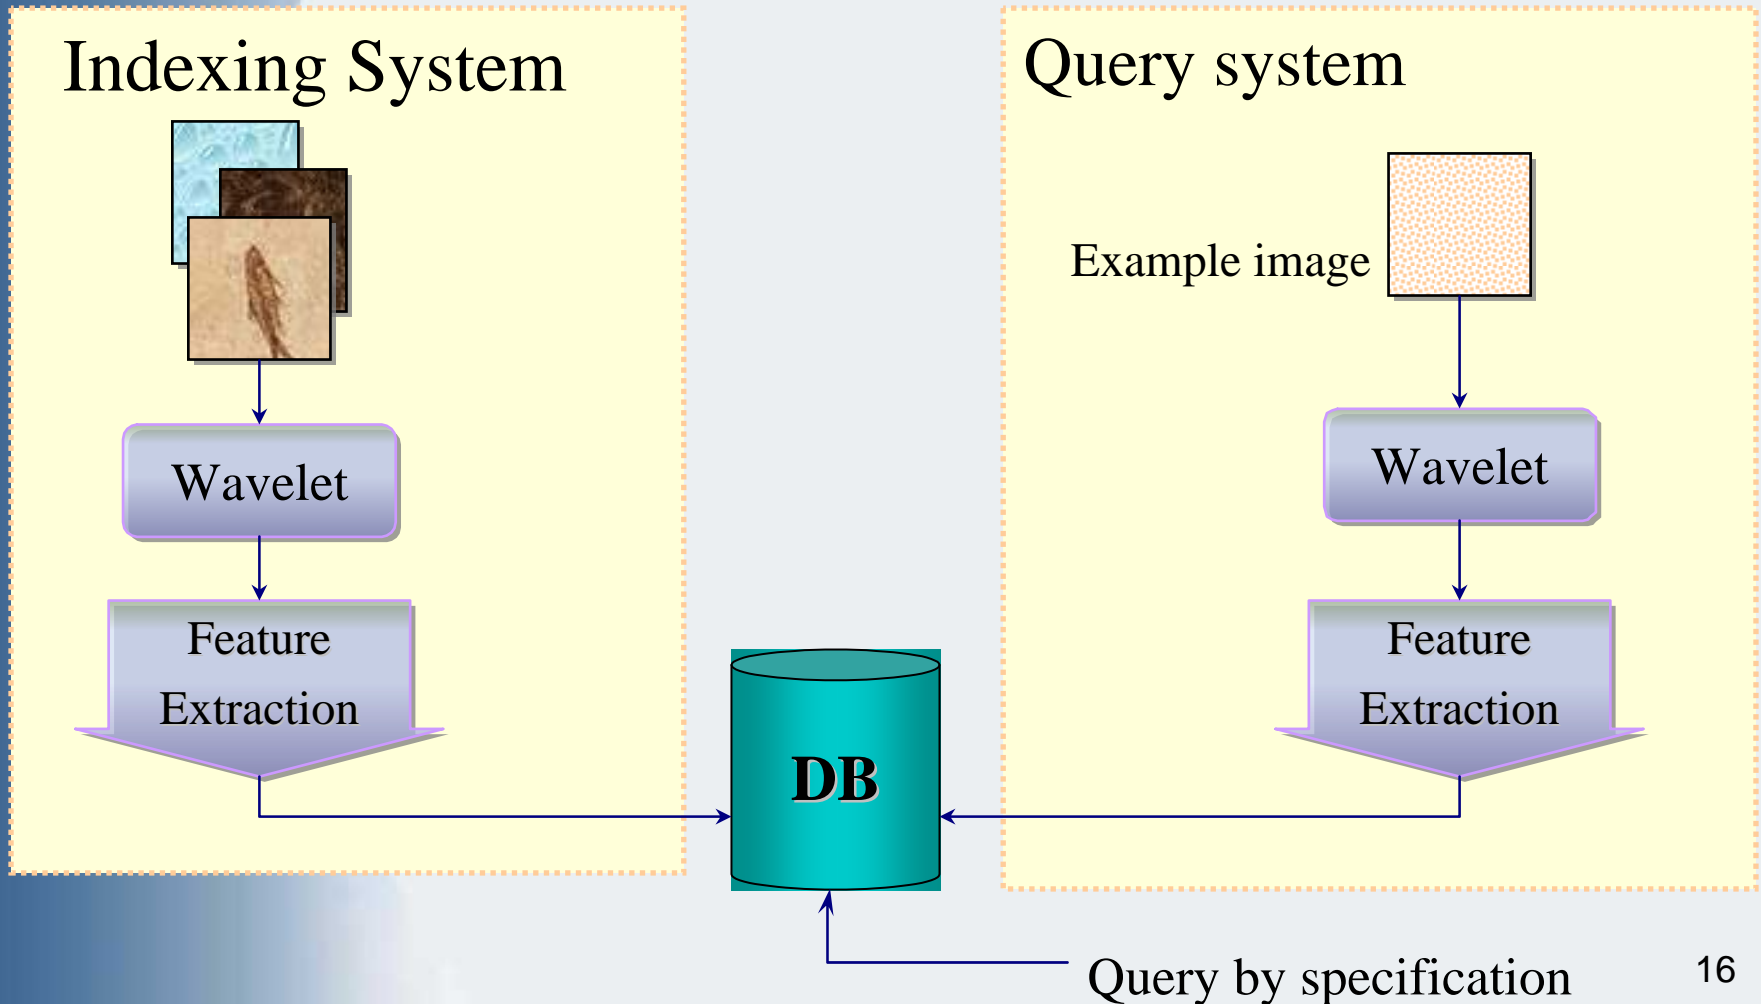 Indexing System
Query system
Example image
Wavelet
Wavelet
Feature
Extraction
Feature
Extraction
DB
Query by specification
16